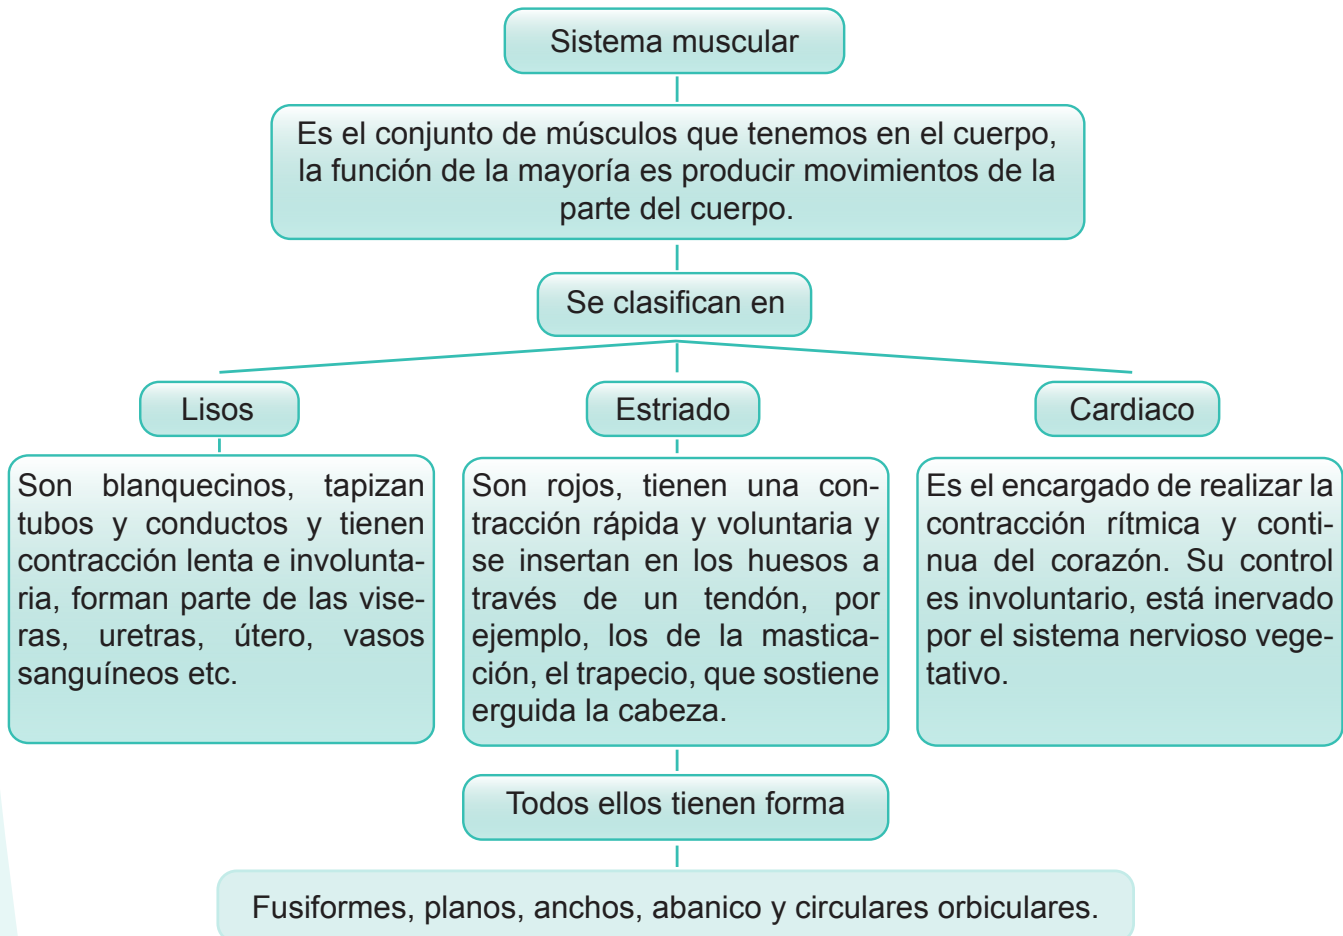 Sistema muscular
Es el conjunto de músculos que tenemos en el cuerpo,
la función de la mayoría es producir movimientos de la
parte del cuerpo.
Se clasifican en
Lisos
Son blanquecinos, tapizan
tubos y conductos y tienen
contracción lenta e involunta-
ria, forman parte de las vise-
ras, uretras, útero, vasos
sanguíneos etc.
Estriado
Son rojos, tienen una con-
tracción rápida y voluntaria y
se insertan en los huesos a
través de un tendón, por
ejemplo, los de la mastica-
ción, el trapecio, que sostiene
erguida la cabeza.
Cardiaco
Es el encargado de realizar la
contracción rítmica y conti-
nua del corazón. Su control
es involuntario, está inervado
por el sistema nervioso vege-
tativo.
Todos ellos tienen forma
Fusiformes, planos, anchos, abanico y circulares orbiculares.